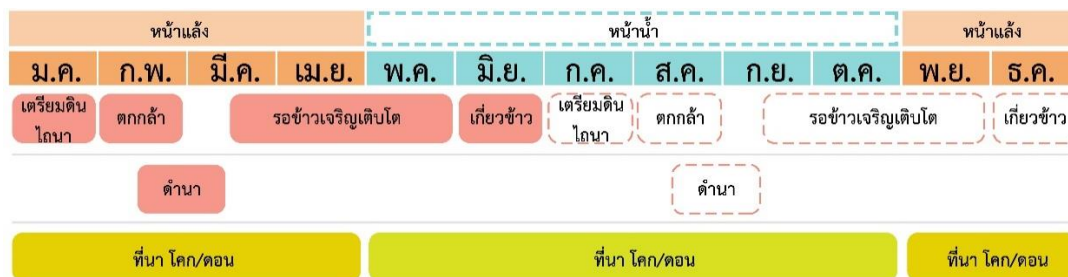 หน้าแล้ง หน้าน้ำ หน้าแล้ง
ม.ค. ก.พ. มี.ค. เม.ย. พ.ค. มิ.ย. ก.ค. ส.ค. ก.ย. ต.ค. พ.ย. ธ.ค.
เตรียมดิน
ไถนา
ตกกล้า
รอข้าวเจริญเติบโต
เกี่ยวข้าว
เตรียมดิน
ไถนา
ตกกล้า
รอข้าวเจริญเติบโต
เกี่ยวข้าว
ดำนา ดำนา
ที่นา โคก/ดอน ที่นา โคก/ดอน ที่นา โคก/ดอน